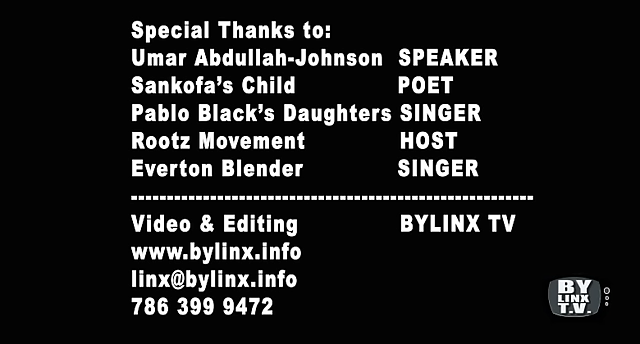 Special Thanks to:
Umar Abdullah-Johnson SPEAKER
Sankofa's Child POET
Pablo Black's Daughters SINGER
Rootz Movement HOST
Everton Blender SINGER
--------------------------------------------------------
Video & Editing BYLINX TV
www.bylinx.info
linx@bylinx.info
786 399 9472
BY
LINX
T.V.